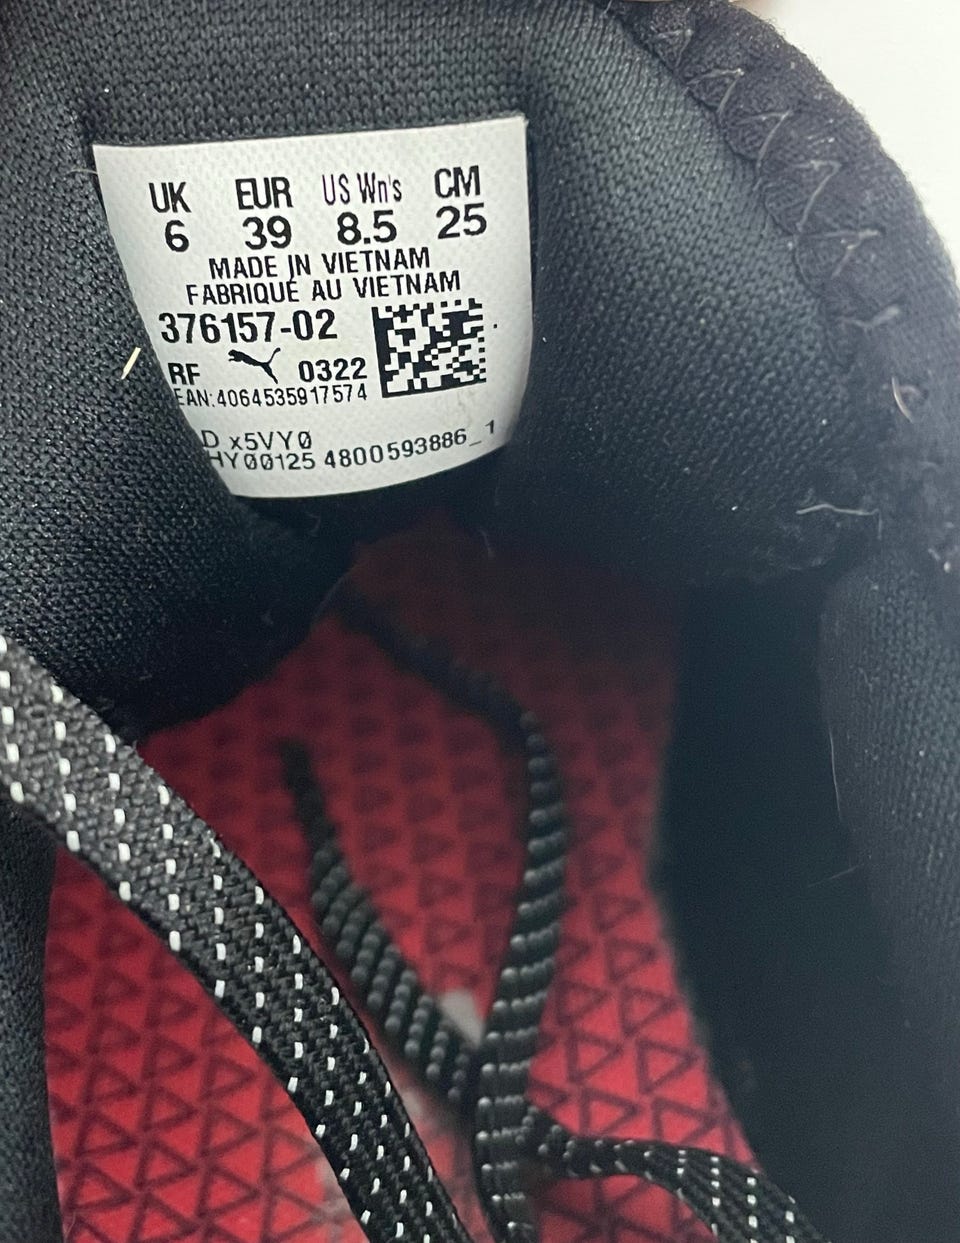 UK EUR US Wn's CM
6 39 8.5 25
MADE IN VIETNAM
FABRIQUÉ AU VIETNAM
376157-02
RF 0322
EAN:4064535917574
D x5VY0
HY00125 4800593886_1